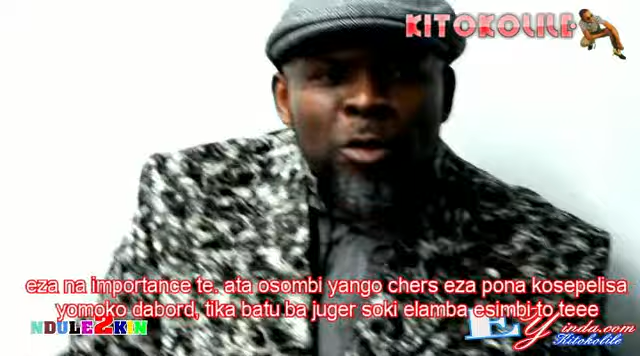 KITOKOLILE
eza na importance te. ata osombi yango chers eza pona kosepelisa
yomoko dabord, tika batu ba juger soki elamba esimbi to teee
NDULE2KIN
inda.com
Kitokolile